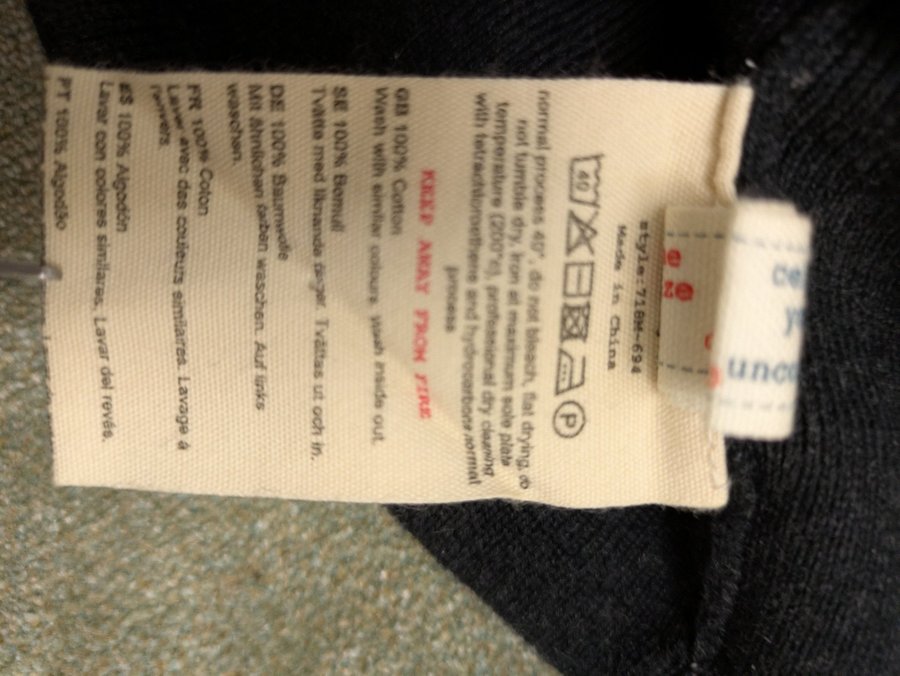 style:718M-694
Made in China
40 P
normal process 40°, do not bleach, flat drying, do
not tumble dry, iron at maximum sole plate
temperature (200°c), professional dry cleaning
with tetrachlorethene and hydrocarbons normal
process
KEEP AWAY FROM FIRE
GB 100% Cotton
Wash with similar colours, wash inside out.
SE 100% Bomull
Tvätte med liknande färger. Tvättas ut och in.
DE 100% Baumwolle
Mit ähnlichen farben waschen. Auf links
waschen.
FR 100% Coton
Laver avec des couleurs similaires. Lavage à
l'envers.
ES 100% Algodón
Lavar con colores similares, Lavar del revés.
PT 100% Algodão
ce
y
unco